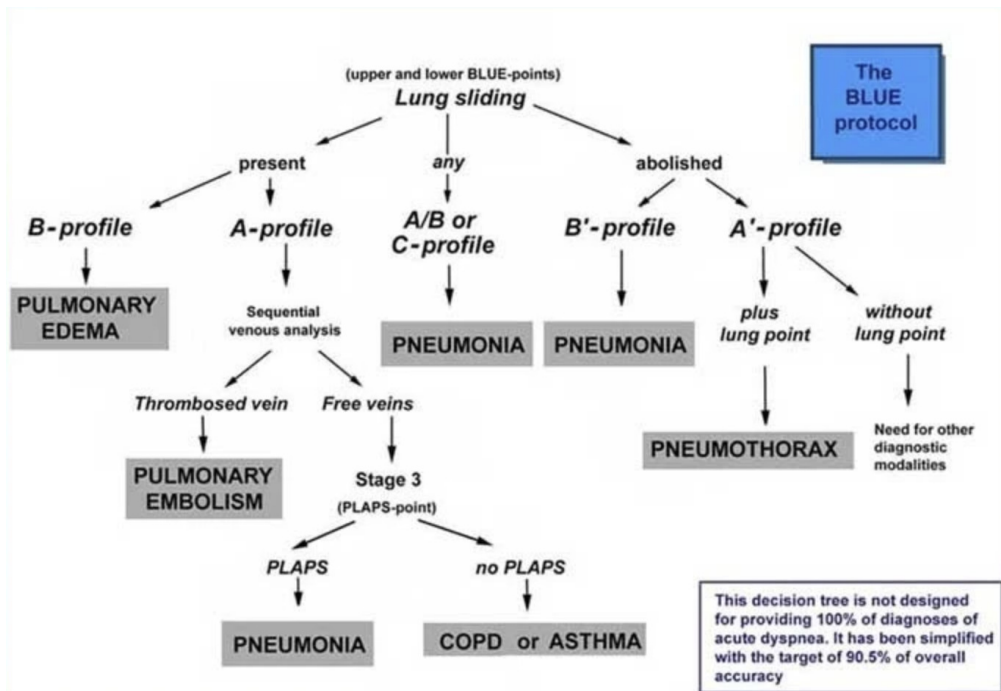 (upper and lower BLUE-points)
Lung sliding
The
BLUE
protocol
present
any
abolished
B-profile
A-profile
A/B or
C-profile
B'-profile
A'-profile
PULMONARY
EDEMA
Sequential
venous analysis
PNEUMONIA
PNEUMONIA
plus
lung point
without
lung point
Thrombosed vein
Free veins
PULMONARY
EMBOLISM
Stage 3
(PLAPS-point)
PNEUMOTHORAX
Need for other
diagnostic
modalities
PLAPS
no PLAPS
PNEUMONIA
COPD or ASTHMA
This decision tree is not designed
for providing 100% of diagnoses of
acute dyspnea. It has been simplified
with the target of 90.5% of overall
accuracy